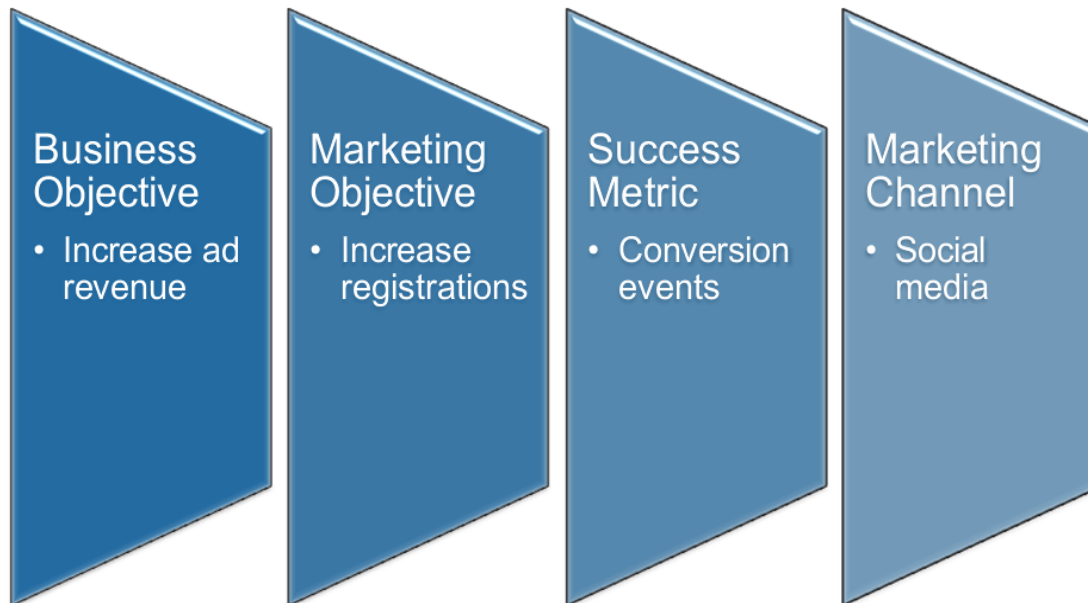 Business
Objective
• Increase ad
revenue
Marketing
Objective
• Increase
registrations
Success
Metric
• Conversion
events
Marketing
Channel
• Social
media